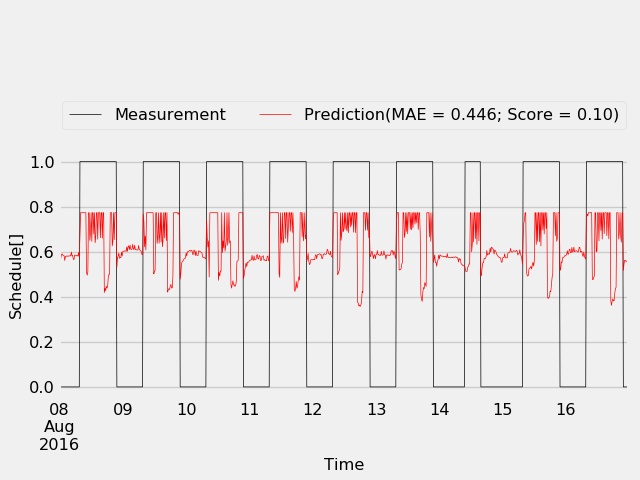 Measurement
Prediction(MAE = 0.446; Score = 0.10)
1.0
0.8
0.6
0.4
0.2
0.0
Schedule[]
08 09 10 11 12 13 14 15 16
Aug
2016
Time